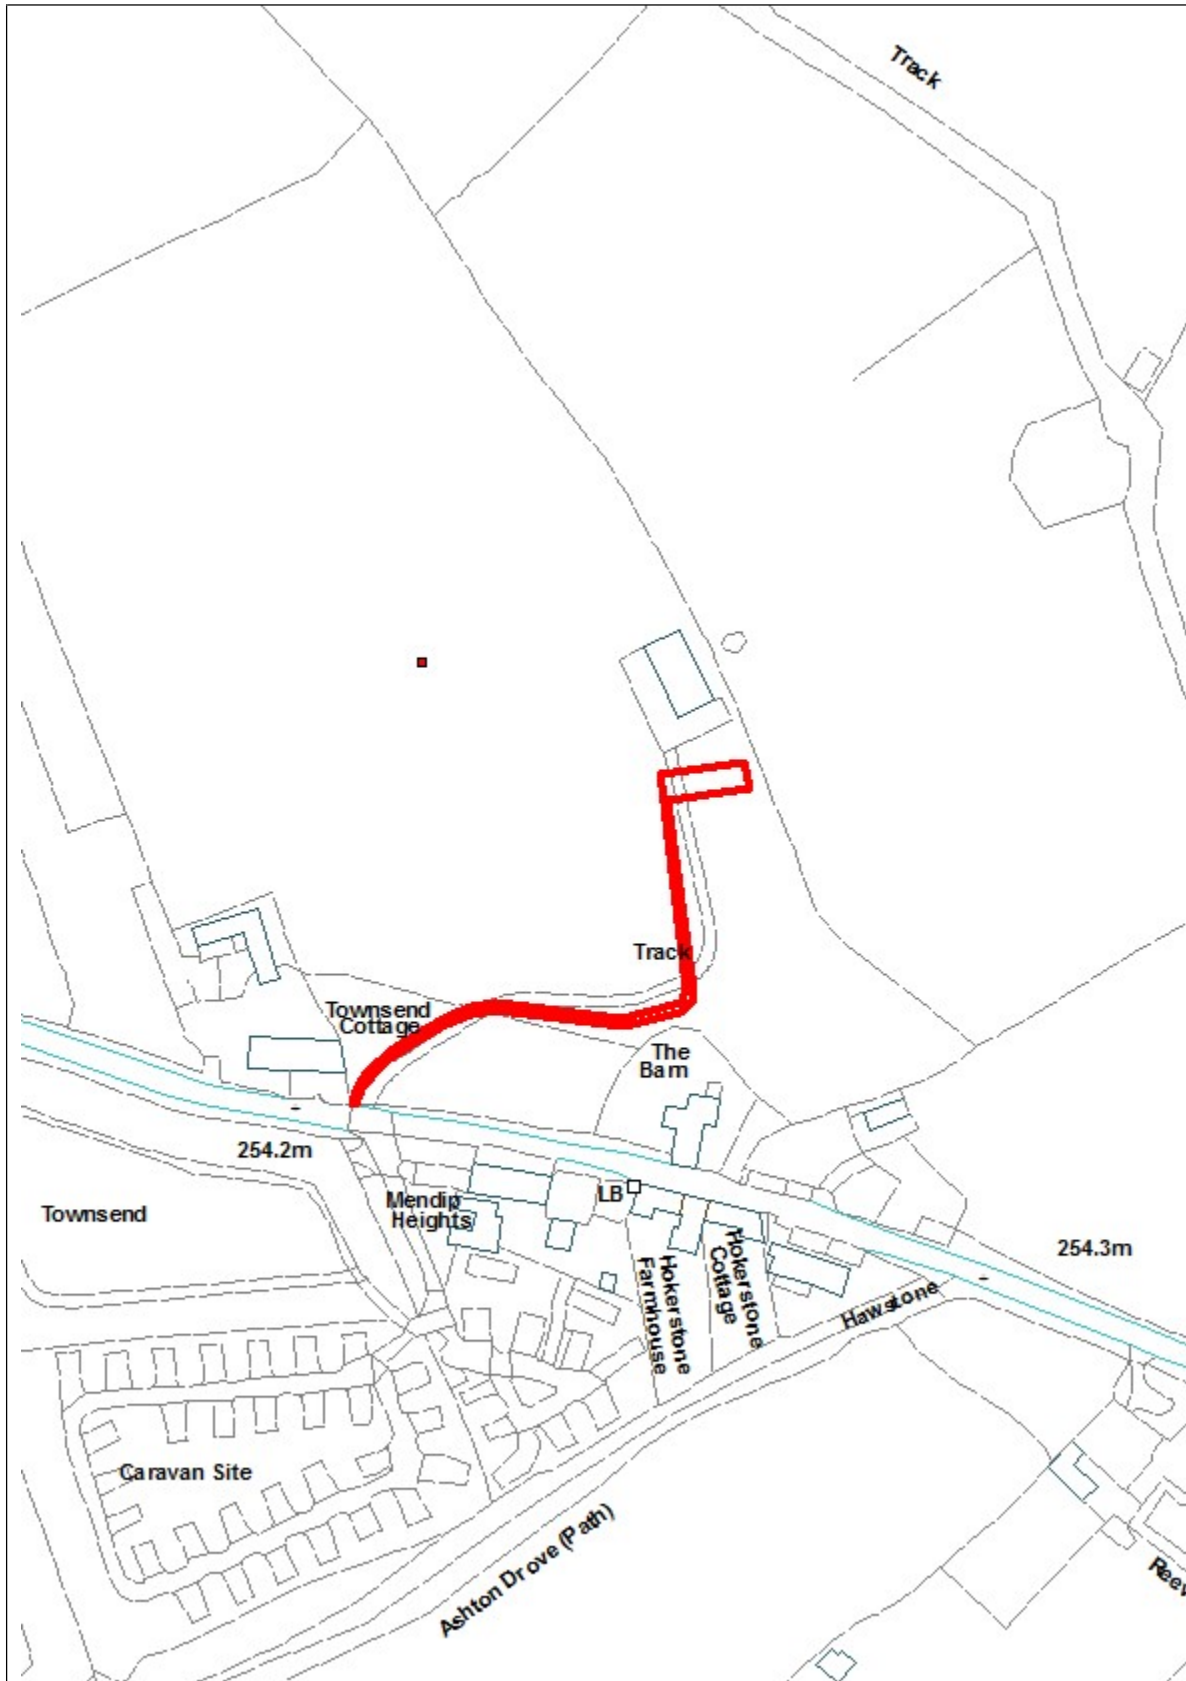 Track
Track
Townsend
Cottage
The
Barn
254.2m
Townsend
Mendip
Heights
LB
Hokerstone
Farmhouse
Hokerstone
Cottage
254.3m
Hawstone
Caravan Site
Ashton Drove (Path)